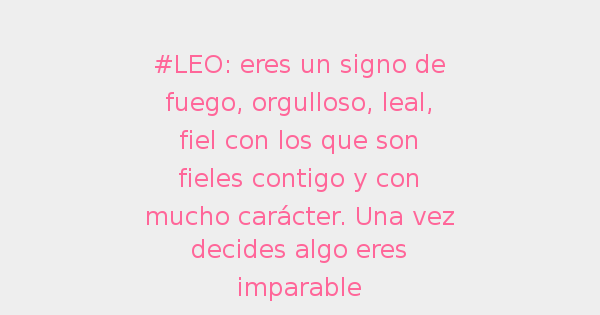 #LEO: eres un signo de
fuego, orgulloso, leal,
fiel con los que son
fieles contigo y con
mucho carácter. Una vez
decides algo eres
imparable